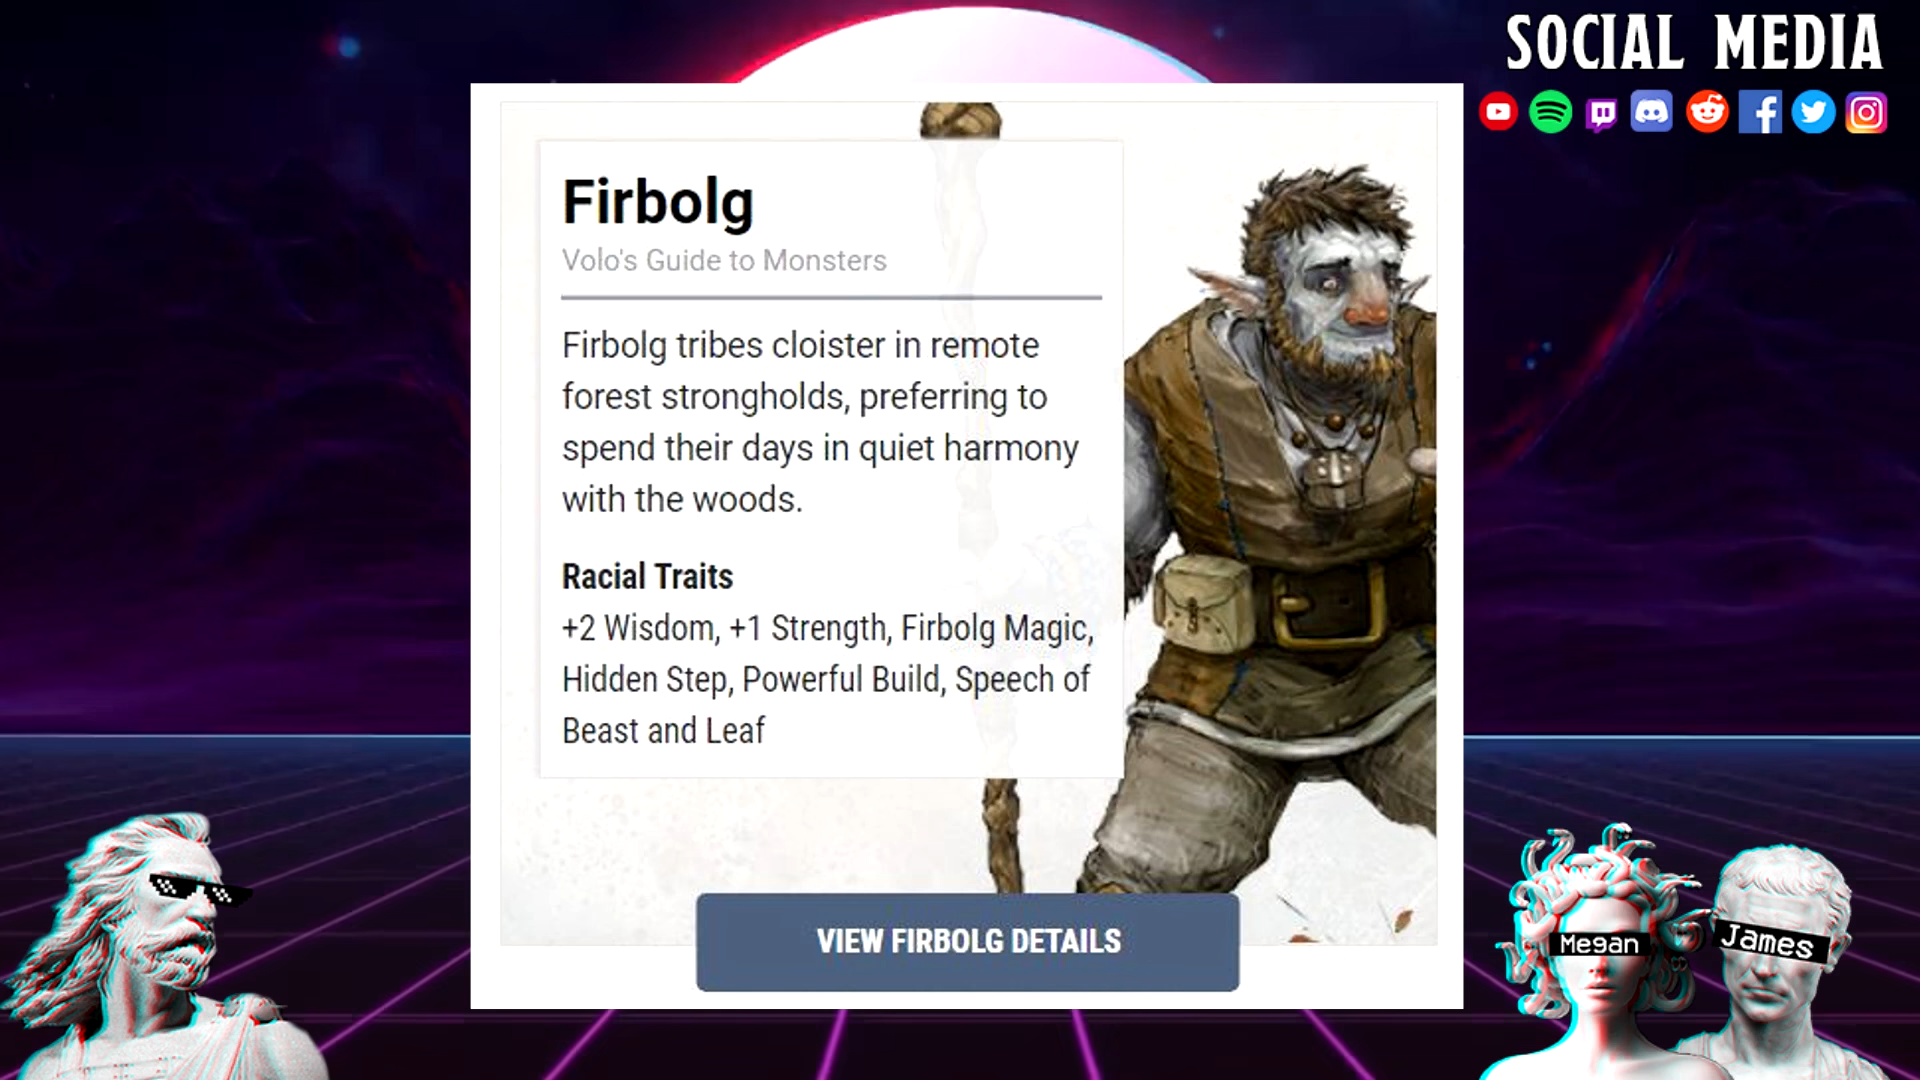 SOCIAL MEDIA
Firbolg
Volo's Guide to Monsters
Firbolg tribes cloister in remote
forest strongholds, preferring to
spend their days in quiet harmony
with the woods.
Racial Traits
+2 Wisdom, +1 Strength, Firbolg Magic,
Hidden Step, Powerful Build, Speech of
Beast and Leaf
VIEW FIRBOLG DETAILS
Megan
James